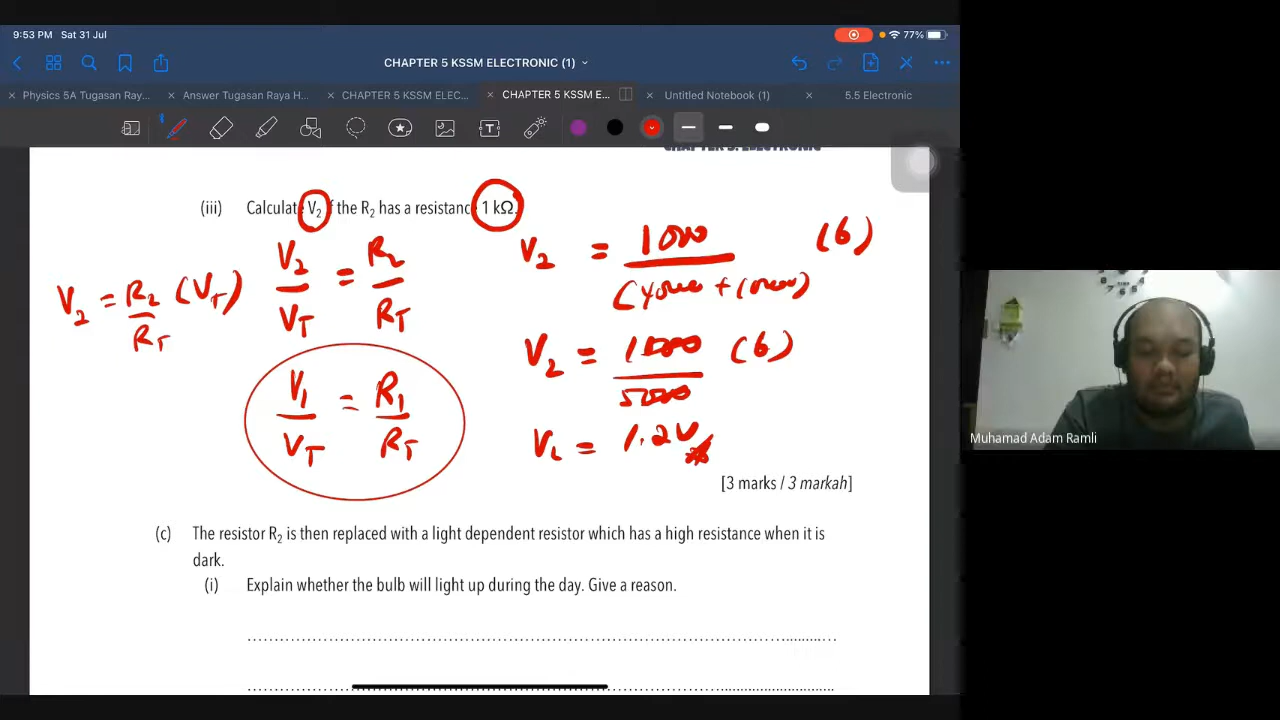 9:53 PM Sat 31 Jul
77%
CHAPTER 5 KSSM ELECTRONIC (1)
Physics 5A Tugasan Ray...
Answer Tugasan Raya H...
CHAPTER 5 KSSM ELEC...
CHAPTER 5 KSSM E...
Untitled Notebook (1)
5.5 Electronic
CHAPTER 5: ELECTRONIC
(iii) Calculate V2 if the R2 has a resistance 1 kΩ.
V2 = R2/RT (VT)
V2/VT = R2/RT
V1/VT = R1/RT
V2 = 1000/(4000 + 1000) (6)
V2 = 1000/5000 (6)
V2 = 1.2V
[3 marks / 3 markah]
(c) The resistor R2 is then replaced with a light dependent resistor which has a high resistance when it is
dark.
(i) Explain whether the bulb will light up during the day. Give a reason.
Muhamad Adam Ramli